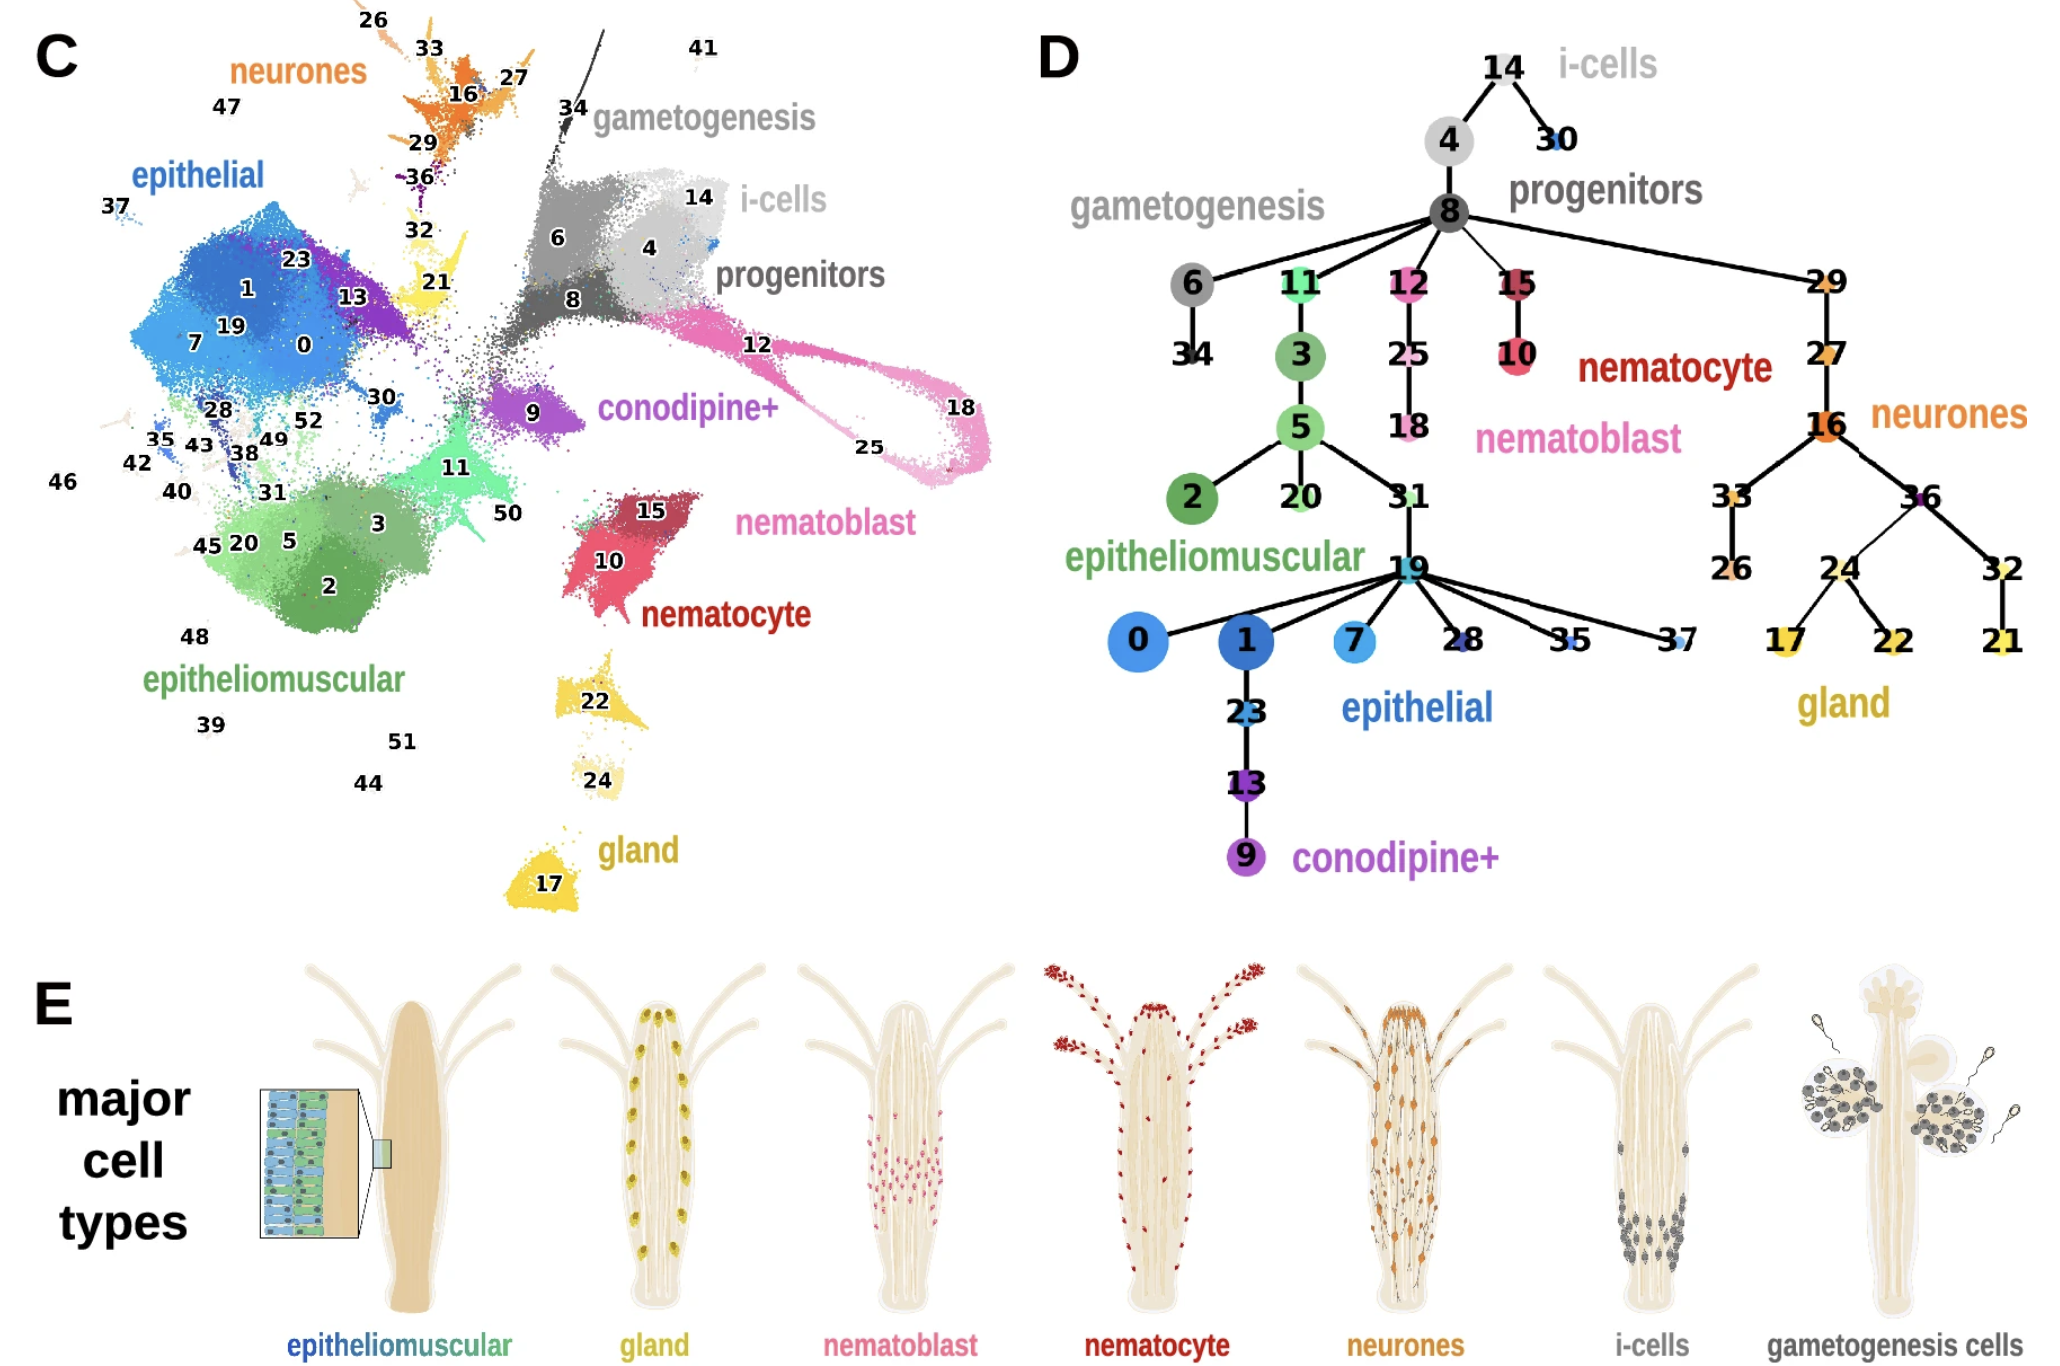 C
26
33
41
neurones
27
16
47
34
gametogenesis
29
epithelial
36
14
i-cells
37
32
6
4
23
progenitors
21
1
13
8
19
7
0
12
30
9
conodipine+
18
28
52
35
43
49
25
38
42
11
46
40
31
50
15
nematoblast
3
45
20
5
10
2
nematocyte
48
epitheliomuscular
22
39
51
24
44
gland
17
D
14
i-cells
4
30
progenitors
gametogenesis
8
6
11
12
15
29
34
3
25
10
27
nematocyte
5
18
16
neurones
nematoblast
2
20
31
33
36
epitheliomuscular
19
26
24
32
0
1
7
28
35
37
17
22
21
23
epithelial
gland
13
9
conodipine+
E
major
cell
types
epitheliomuscular
gland
nematoblast
nematocyte
neurones
i-cells
gametogenesis cells